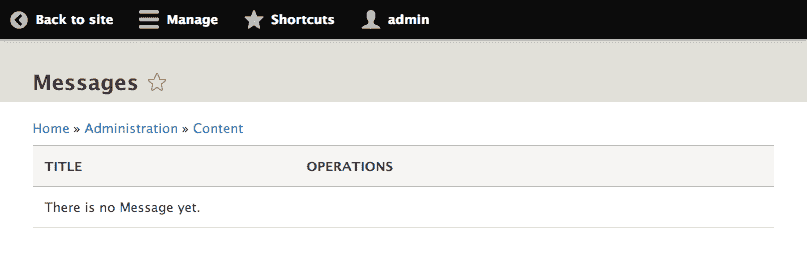 Back to site Manage Shortcuts admin
Messages
Home » Administration » Content
TITLE OPERATIONS
There is no Message yet.